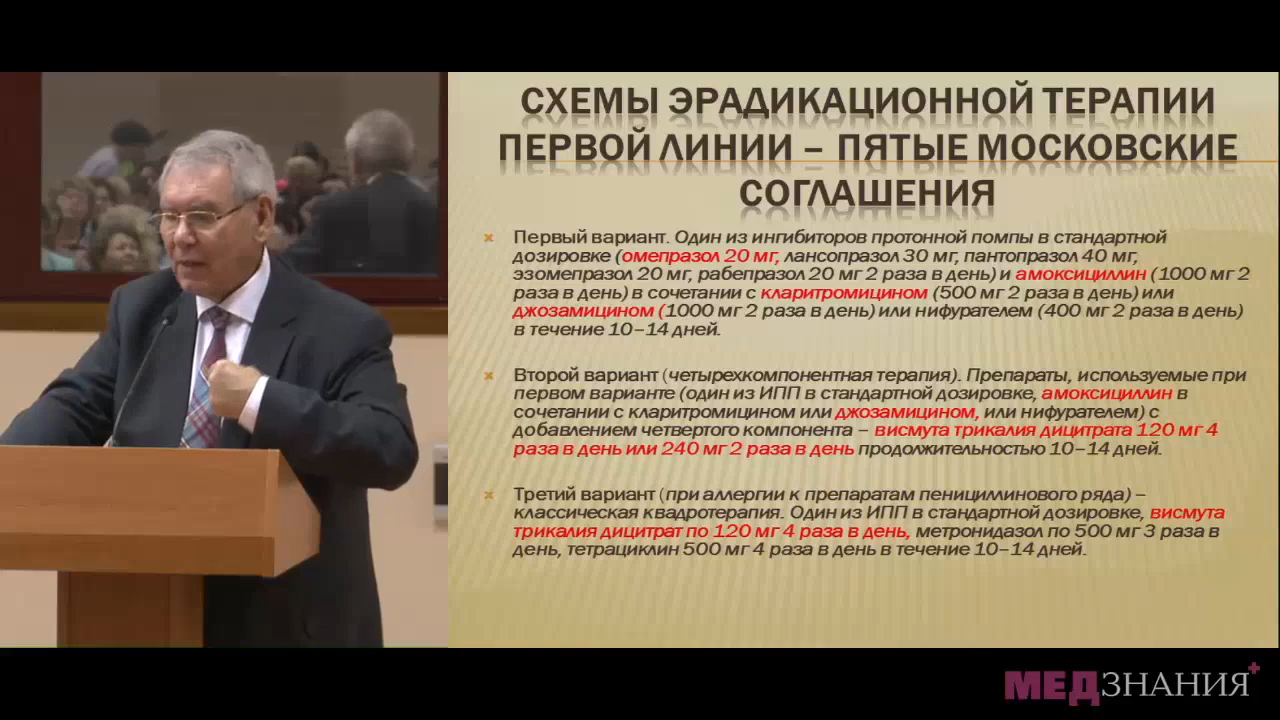 СХЕМЫ ЭРАДИКАЦИОННОЙ ТЕРАПИИ
ПЕРВОЙ ЛИНИИ – ПЯТЫЕ МОСКОВСКИЕ
СОГЛАШЕНИЯ
Первый вариант. Один из ингибиторов протонной помпы в стандартной
дозировке (омепразол 20 мг, лансопразол 30 мг, пантопразол 40 мг,
эзомепразол 20 мг, рабепразол 20 мг 2 раза в день) и амоксициллин (1000 мг 2
раза в день) в сочетании с кларитромицином (500 мг 2 раза в день) или
джозамицином (1000 мг 2 раза в день) или нифурателем (400 мг 2 раза в день)
в течение 10–14 дней.
Второй вариант (четырехкомпонентная терапия). Препараты, используемые при
первом варианте (один из ИПП в стандартной дозировке, амоксициллин в
сочетании с кларитромицином или джозамицином, или нифурателем) с
добавлением четвертого компонента – висмута трикалия дицитрата 120 мг 4
раза в день или 240 мг 2 раза в день продолжительностью 10–14 дней.
Третий вариант (при аллергии к препаратам пенициллинового ряда) –
классическая квадротерапия. Один из ИПП в стандартной дозировке, висмута
трикалия дицитрат по 120 мг 4 раза в день, метронидазол по 500 мг 3 раза в
день, тетрациклин 500 мг 4 раза в день в течение 10–14 дней.
МЕДЗНАНИЯ+